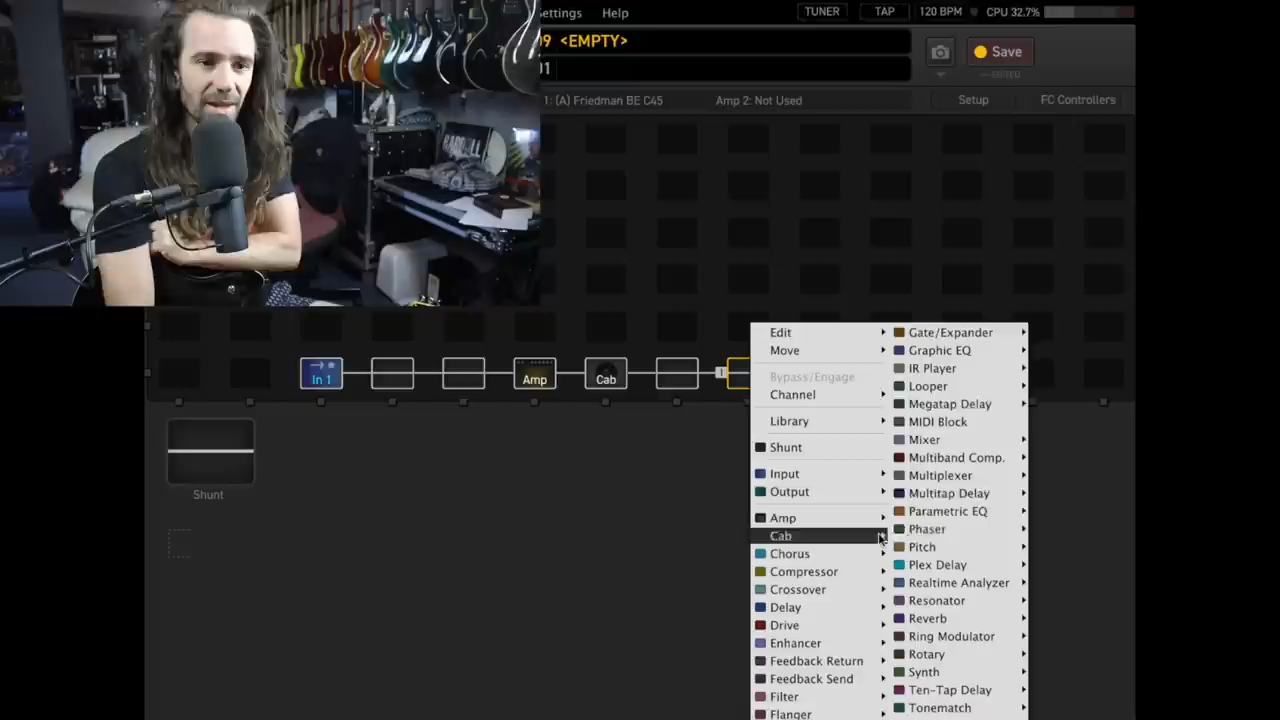 Settings Help TUNER TAP 120 BPM CPU 32.7%
09 <EMPTY>
Save
01
EDITED
1: (A) Friedman BE C45 Amp 2: Not Used Setup FC Controllers
In 1 Amp Cab 1
Shunt
Edit
Move
Bypass/Engage
Channel
Library
Shunt
Input
Output
Amp
Cab
Chorus
Compressor
Crossover
Delay
Drive
Enhancer
Feedback Return
Feedback Send
Filter
Flanger
Gate/Expander
Graphic EQ
IR Player
Looper
Megatap Delay
MIDI Block
Mixer
Multiband Comp.
Multiplexer
Multitap Delay
Parametric EQ
Phaser
Pitch
Plex Delay
Realtime Analyzer
Resonator
Reverb
Ring Modulator
Rotary
Synth
Ten-Tap Delay
Tonematch